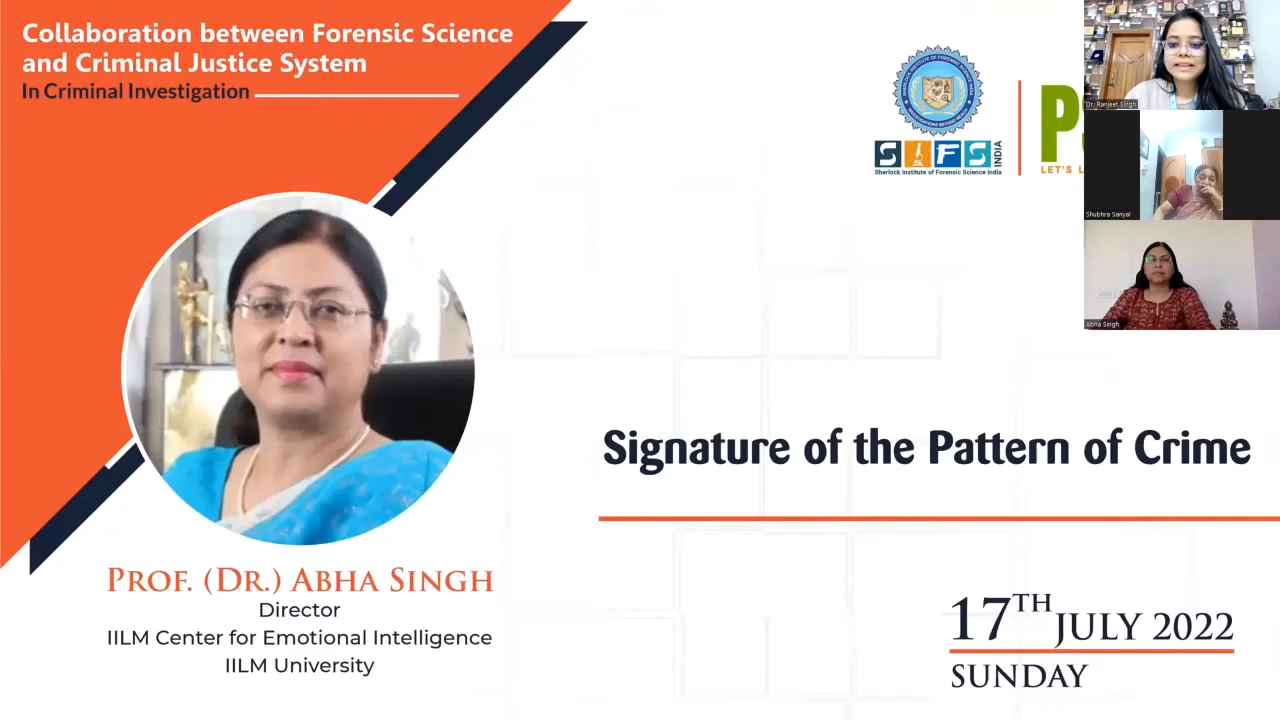 Collaboration between Forensic Science
and Criminal Justice System
In Criminal Investigation
SIFS
INDIA
Sherlock Institute of Forensic Science India
LET'S L
Dr. Ranjeet Singh
Shubhra Sanyal
Abha Singh
Signature of the Pattern of Crime
PROF. (DR.) ABHA SINGH
Director
IILM Center for Emotional Intelligence
IILM University
17TH JULY 2022
SUNDAY